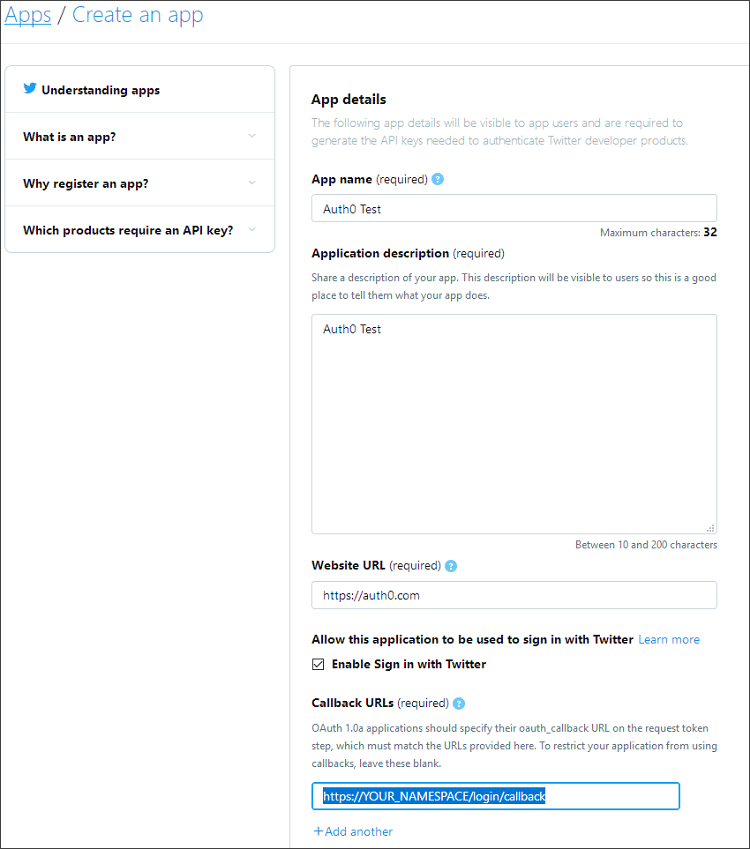 Apps / Create an app
Understanding apps
What is an app?
Why register an app?
Which products require an API key?
App details
The following app details will be visible to app users and are required to
generate the API keys needed to authenticate Twitter developer products.
App name (required) ?
Auth0 Test
Maximum characters: 32
Application description (required)
Share a description of your app. This description will be visible to users so this is a good
place to tell them what your app does.
Auth0 Test
Between 10 and 200 characters
Website URL (required) ?
https://auth0.com
Allow this application to be used to sign in with Twitter Learn more
Enable Sign in with Twitter
Callback URLs (required) ?
OAuth 1.0a applications should specify their oauth_callback URL on the request token
step, which must match the URLs provided here. To restrict your application from using
callbacks, leave these blank.
https://YOUR_NAMESPACE/login/callback
+Add another